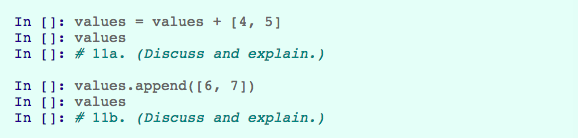 In []: values = values + [4, 5]
In []: values
In []: # 11a. (Discuss and explain.)
In []: values.append([6, 7])
In []: values
In []: # 11b. (Discuss and explain.)